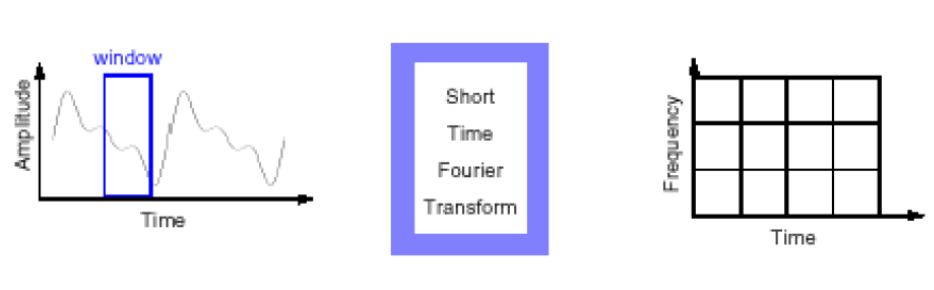 window
Amplitude
Time
Short
Time
Fourier
Transform
Frequency
Time